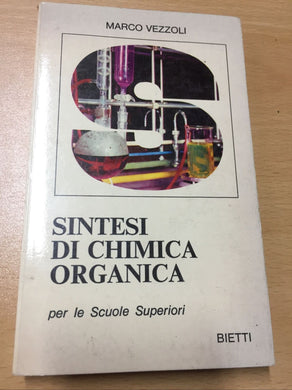 MARCO VEZZOLI
S
SINTESI
DI CHIMICA
ORGANICA
per le Scuole Superiori
BIETTI